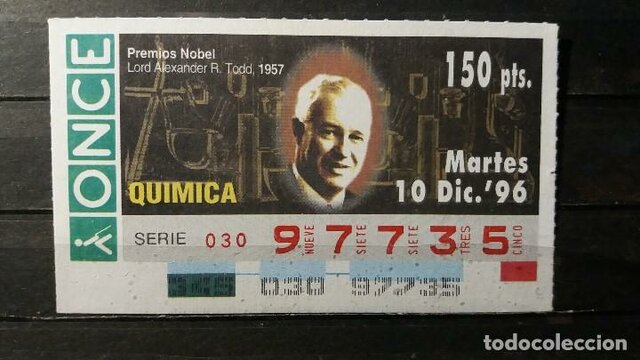 ONCE
Premios Nobel
Lord Alexander R. Todd, 1957
150 pts.
QUIMICA
Martes
10 Dic.'96
SERIE 030 9 NUEVE 7 SIETE 7 SIETE 3 TRES 5 CINCO
030 97735
todocoleccion